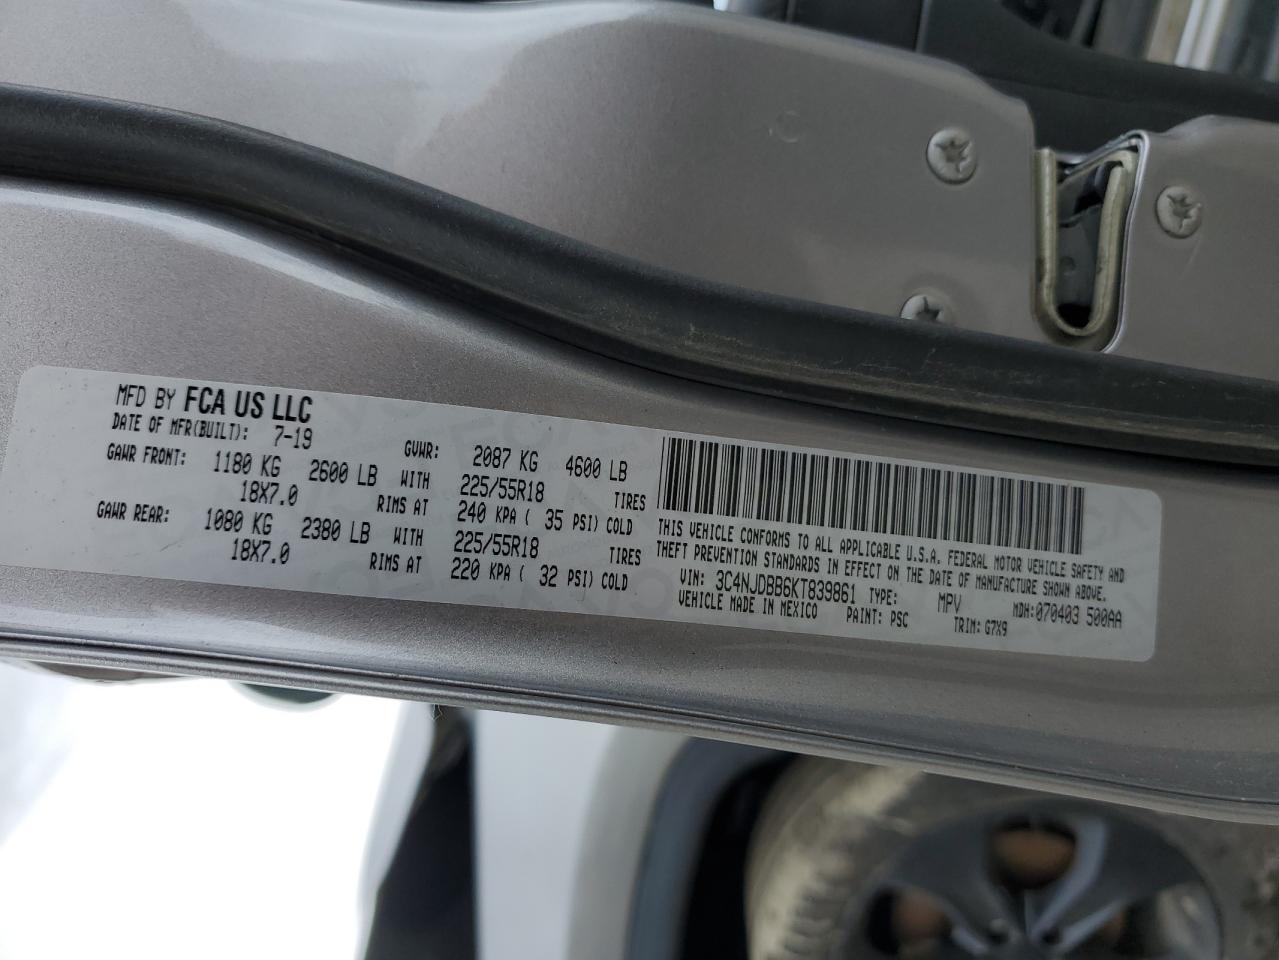 MFD BY FCA US LLC
DATE OF MFR(BUILT): 7-19 GVWR: 2087 KG 4600 LB
GAWR FRONT: 1180 KG 2600 LB WITH 225/55R18 TIRES
18X7.0 RIMS AT 240 KPA ( 35 PSI) COLD
GAWR REAR: 1080 KG 2380 LB WITH 225/55R18 TIRES
18X7.0 RIMS AT 220 KPA ( 32 PSI) COLD
THIS VEHICLE CONFORMS TO ALL APPLICABLE U.S.A. FEDERAL MOTOR VEHICLE SAFETY AND
THEFT PREVENTION STANDARDS IN EFFECT ON THE DATE OF MANUFACTURE SHOWN ABOVE.
VIN: 3C4NJDBB6KT839861 TYPE: MPV MDH:070403 500AA
VEHICLE MADE IN MEXICO PAINT: PSC TRIM: G7X9